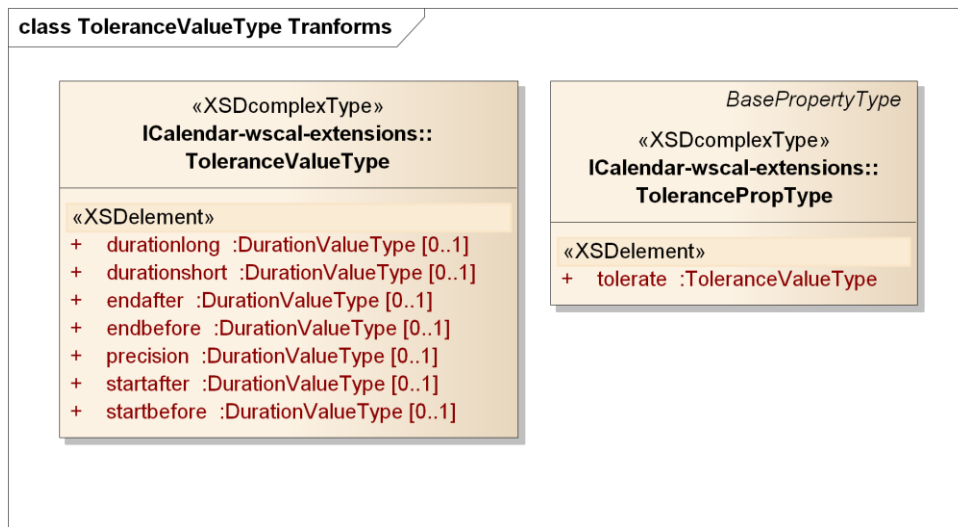 class ToleranceValueType Tranforms
«XSDcomplexType»
ICalendar-wscal-extensions::
ToleranceValueType
«XSDelement»
+ durationlong :DurationValueType [0..1]
+ durationshort :DurationValueType [0..1]
+ endafter :DurationValueType [0..1]
+ endbefore :DurationValueType [0..1]
+ precision :DurationValueType [0..1]
+ startafter :DurationValueType [0..1]
+ startbefore :DurationValueType [0..1]
BasePropertyType
«XSDcomplexType»
ICalendar-wscal-extensions::
TolerancePropType
«XSDelement»
+ tolerate :ToleranceValueType